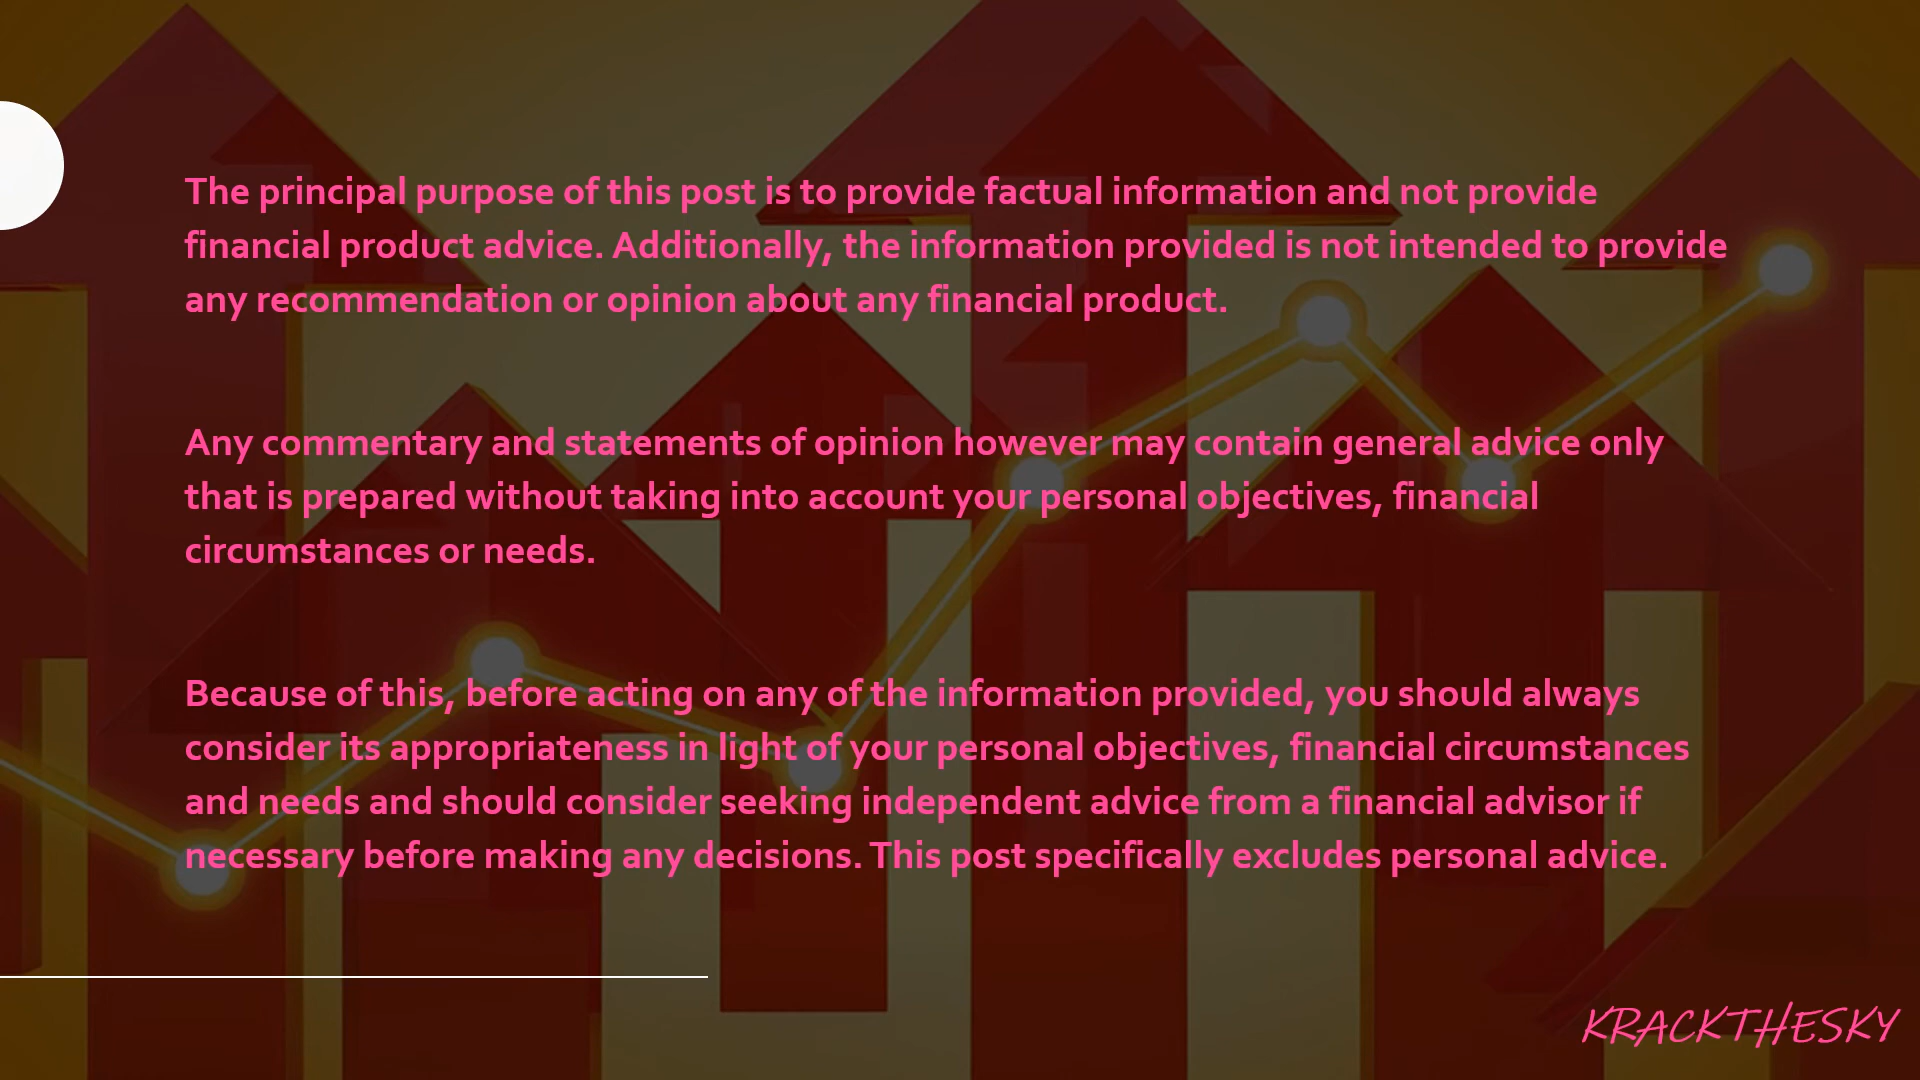 The principal purpose of this post is to provide factual information and not provide
financial product advice. Additionally, the information provided is not intended to provide
any recommendation or opinion about any financial product.
Any commentary and statements of opinion however may contain general advice only
that is prepared without taking into account your personal objectives, financial
circumstances or needs.
Because of this, before acting on any of the information provided, you should always
consider its appropriateness in light of your personal objectives, financial circumstances
and needs and should consider seeking independent advice from a financial advisor if
necessary before making any decisions. This post specifically excludes personal advice.
KRACKTHESKY